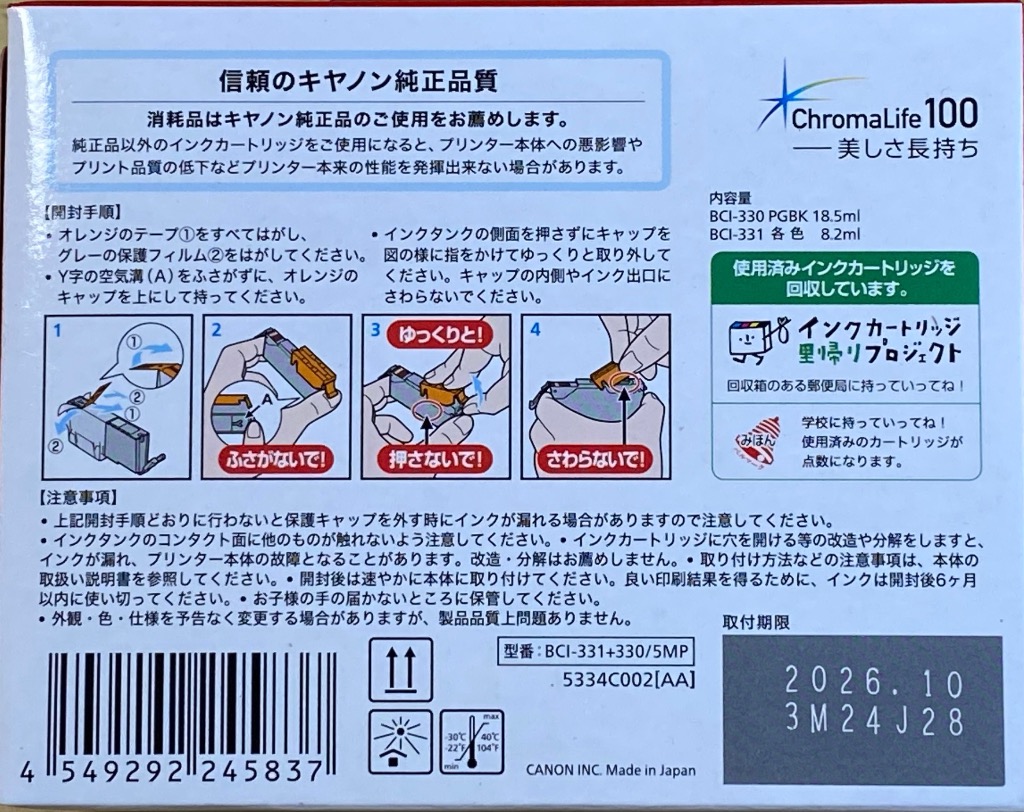 信頼のキヤノン純正品質
消耗品はキヤノン純正品のご使用をお薦めします。
純正品以外のインクカートリッジをご使用になると、プリンター本体への悪影響や
プリント品質の低下などプリンター本来の性能を発揮出来ない場合があります。
ChromaLife100
美しさ長持ち
【開封手順】
・オレンジのテープ①をすべてはがし、
グレーの保護フィルム②をはがしてください。
・Y字の空気溝(A)をふさがずに、オレンジの
キャップを上にして持ってください。
・インクタンクの側面を押さずにキャップを
図の様に指をかけてゆっくりと取り外して
ください。キャップの内側やインク出口に
さわらないでください。
内容量
BCI-330 PGBK 18.5ml
BCI-331 各色 8.2ml
使用済みインクカートリッジを
回収しています。
インクカートリッジ
里帰りプロジェクト
回収箱のある郵便局に持っていってね!
みほん
ベルマーク
学校に持っていってね!
使用済みのカートリッジが
点数になります。
1
①
②
①
②
2
A
ふさがないで!
3
ゆっくりと!
押さないで!
4
さわらないで!
【注意事項】
・上記開封手順どおりに行わないと保護キャップを外す時にインクが漏れる場合がありますので注意してください。
・インクタンクのコンタクト面に他のものが触れないよう注意してください。・インクカートリッジに穴を開ける等の改造や分解をしますと、
インクが漏れ、プリンター本体の故障となることがあります。改造・分解はお薦めしません。・取り付け方法などの注意事項は、本体の
取扱い説明書を参照してください。・開封後は速やかに本体に取り付けてください。良い印刷結果を得るために、インクは開封後6ヶ月
以内に使い切ってください。・お子様の手の届かないところに保管してください。
・外観・色・仕様を予告なく変更する場合がありますが、製品品質上問題ありません。
取付期限
2026.10
3M24J28
型番:BCI-331+330/5MP
5334C002[AA]
max
-30℃
-22°F
40℃
104°F
min
CANON INC. Made in Japan
4 549292 245837